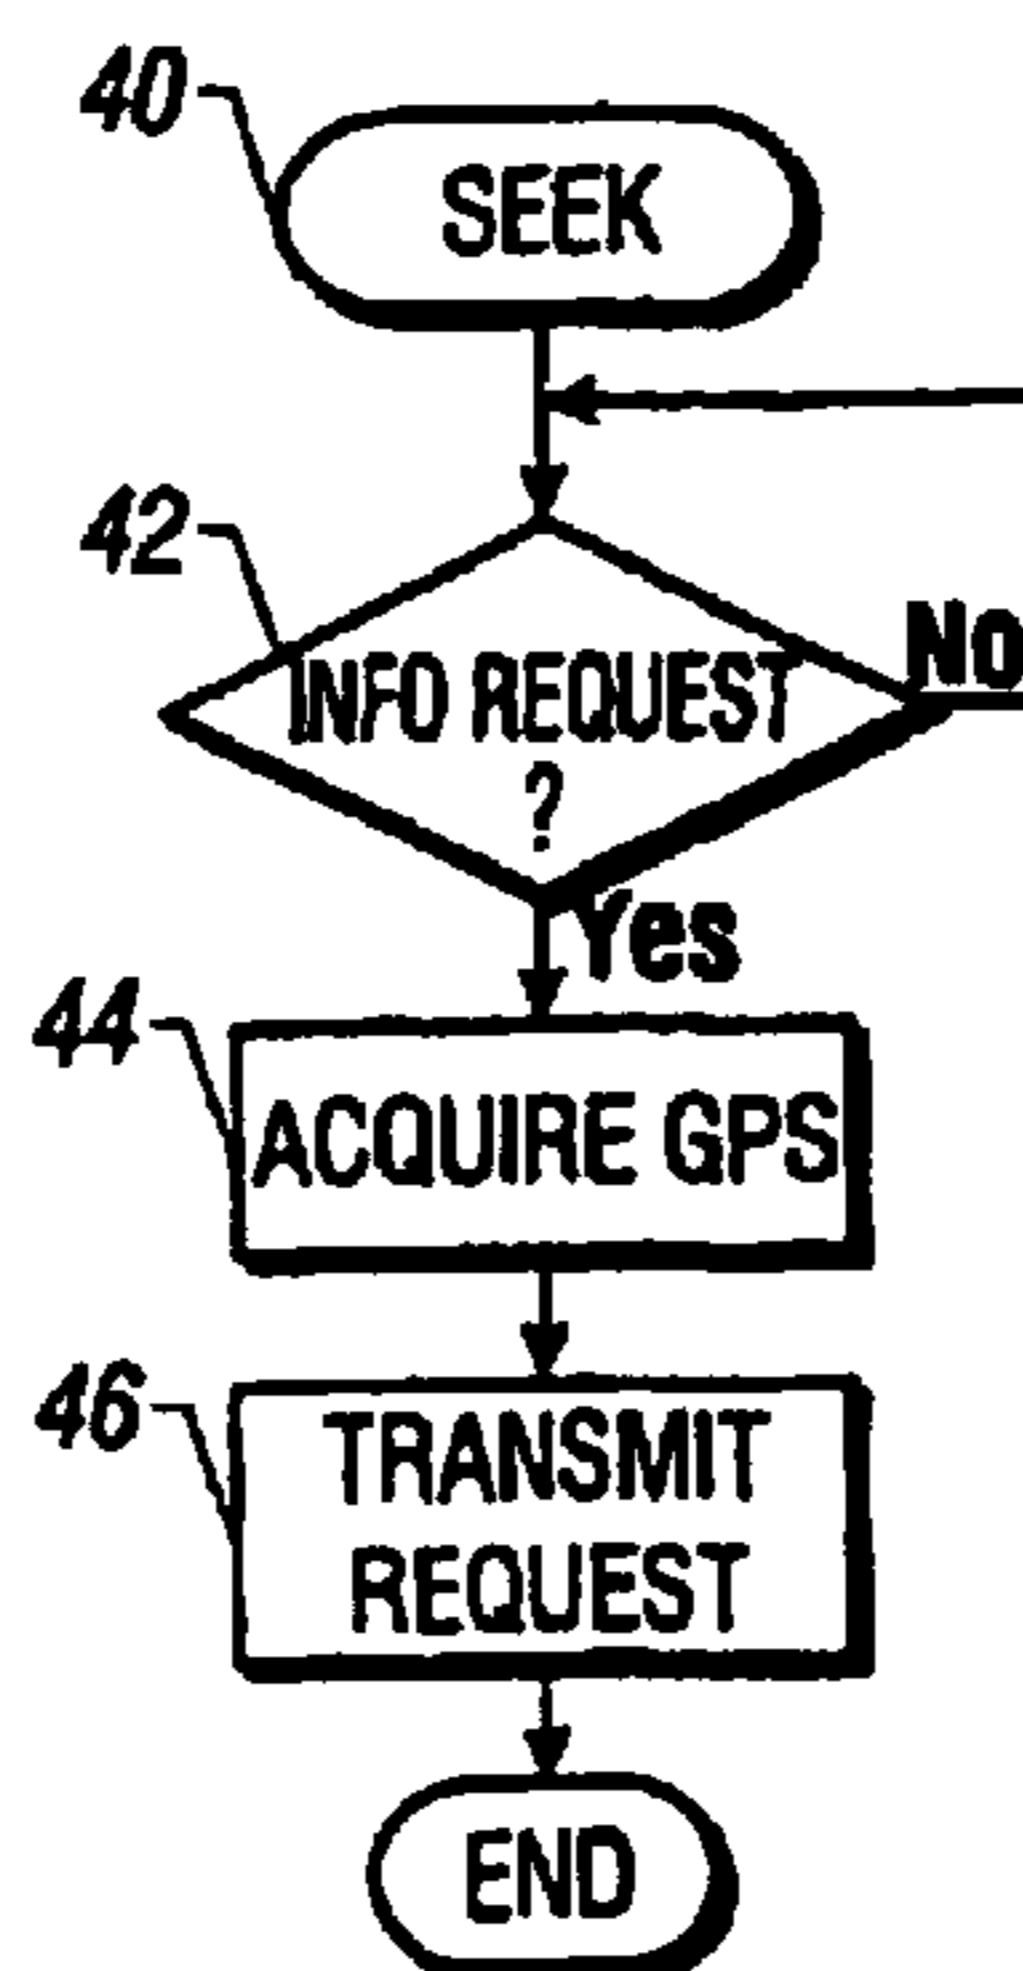 40
SEEK
42
INFO REQUEST
?
No
Yes
44
ACQUIRE GPS
46
TRANSMIT
REQUEST
END